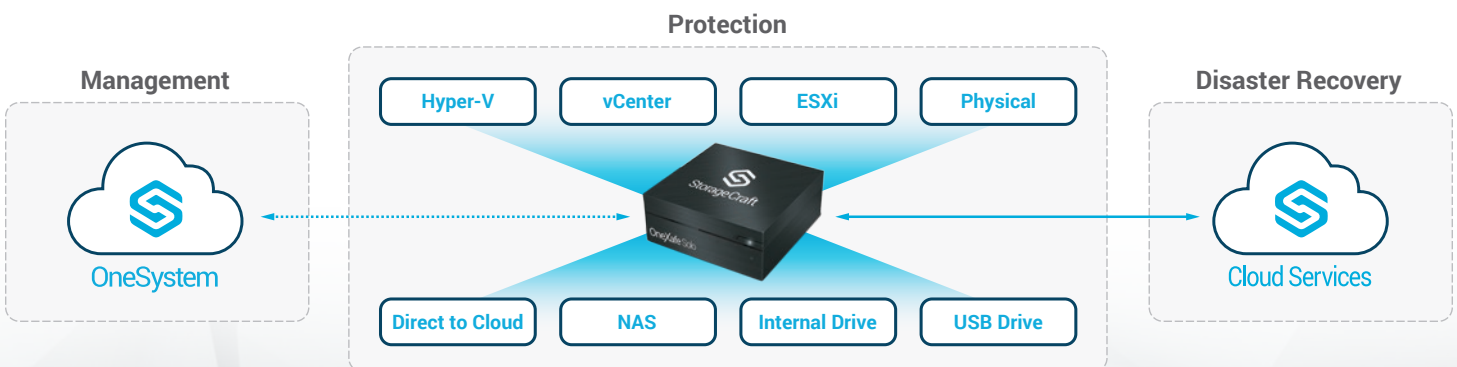 Protection
Management
Disaster Recovery
Hyper-V
vCenter
ESXi
Physical
StorageCraft
OneXafe Solo
OneSystem
Cloud Services
Direct to Cloud
NAS
Internal Drive
USB Drive